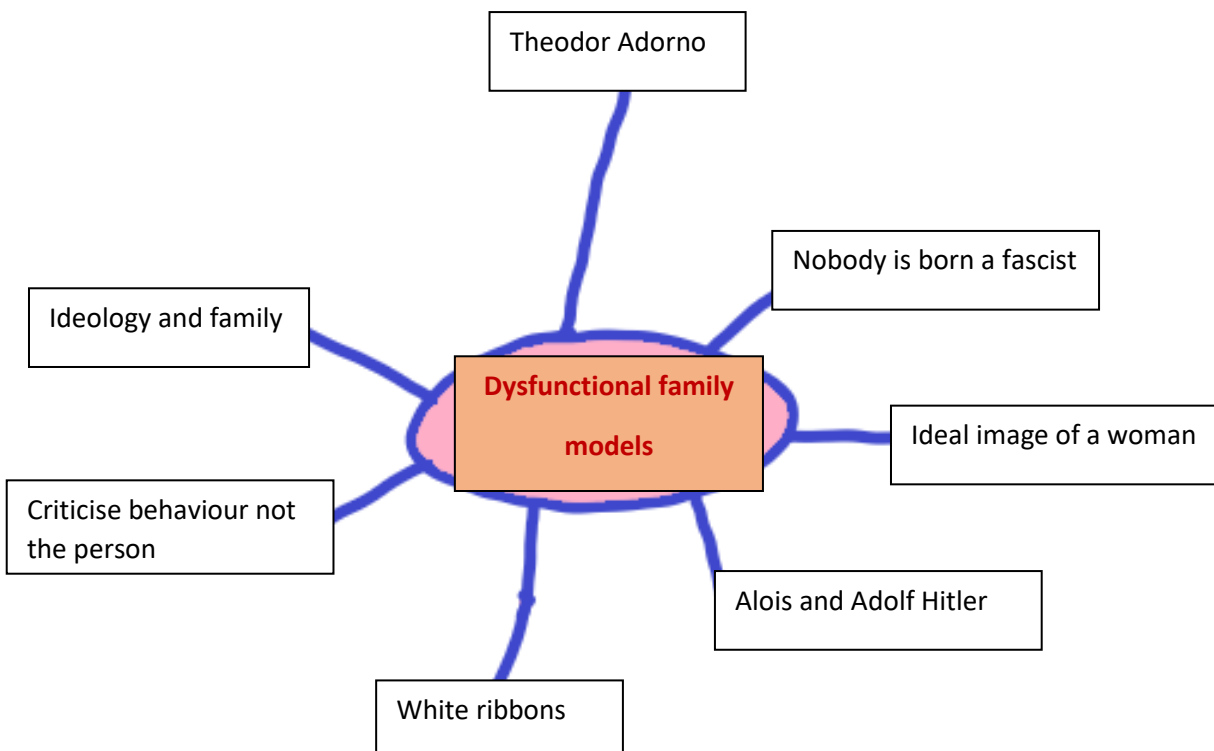 Theodor Adorno
Nobody is born a fascist
Ideology and family
Dysfunctional family
models
Ideal image of a woman
Criticise behaviour not
the person
Alois and Adolf Hitler
White ribbons